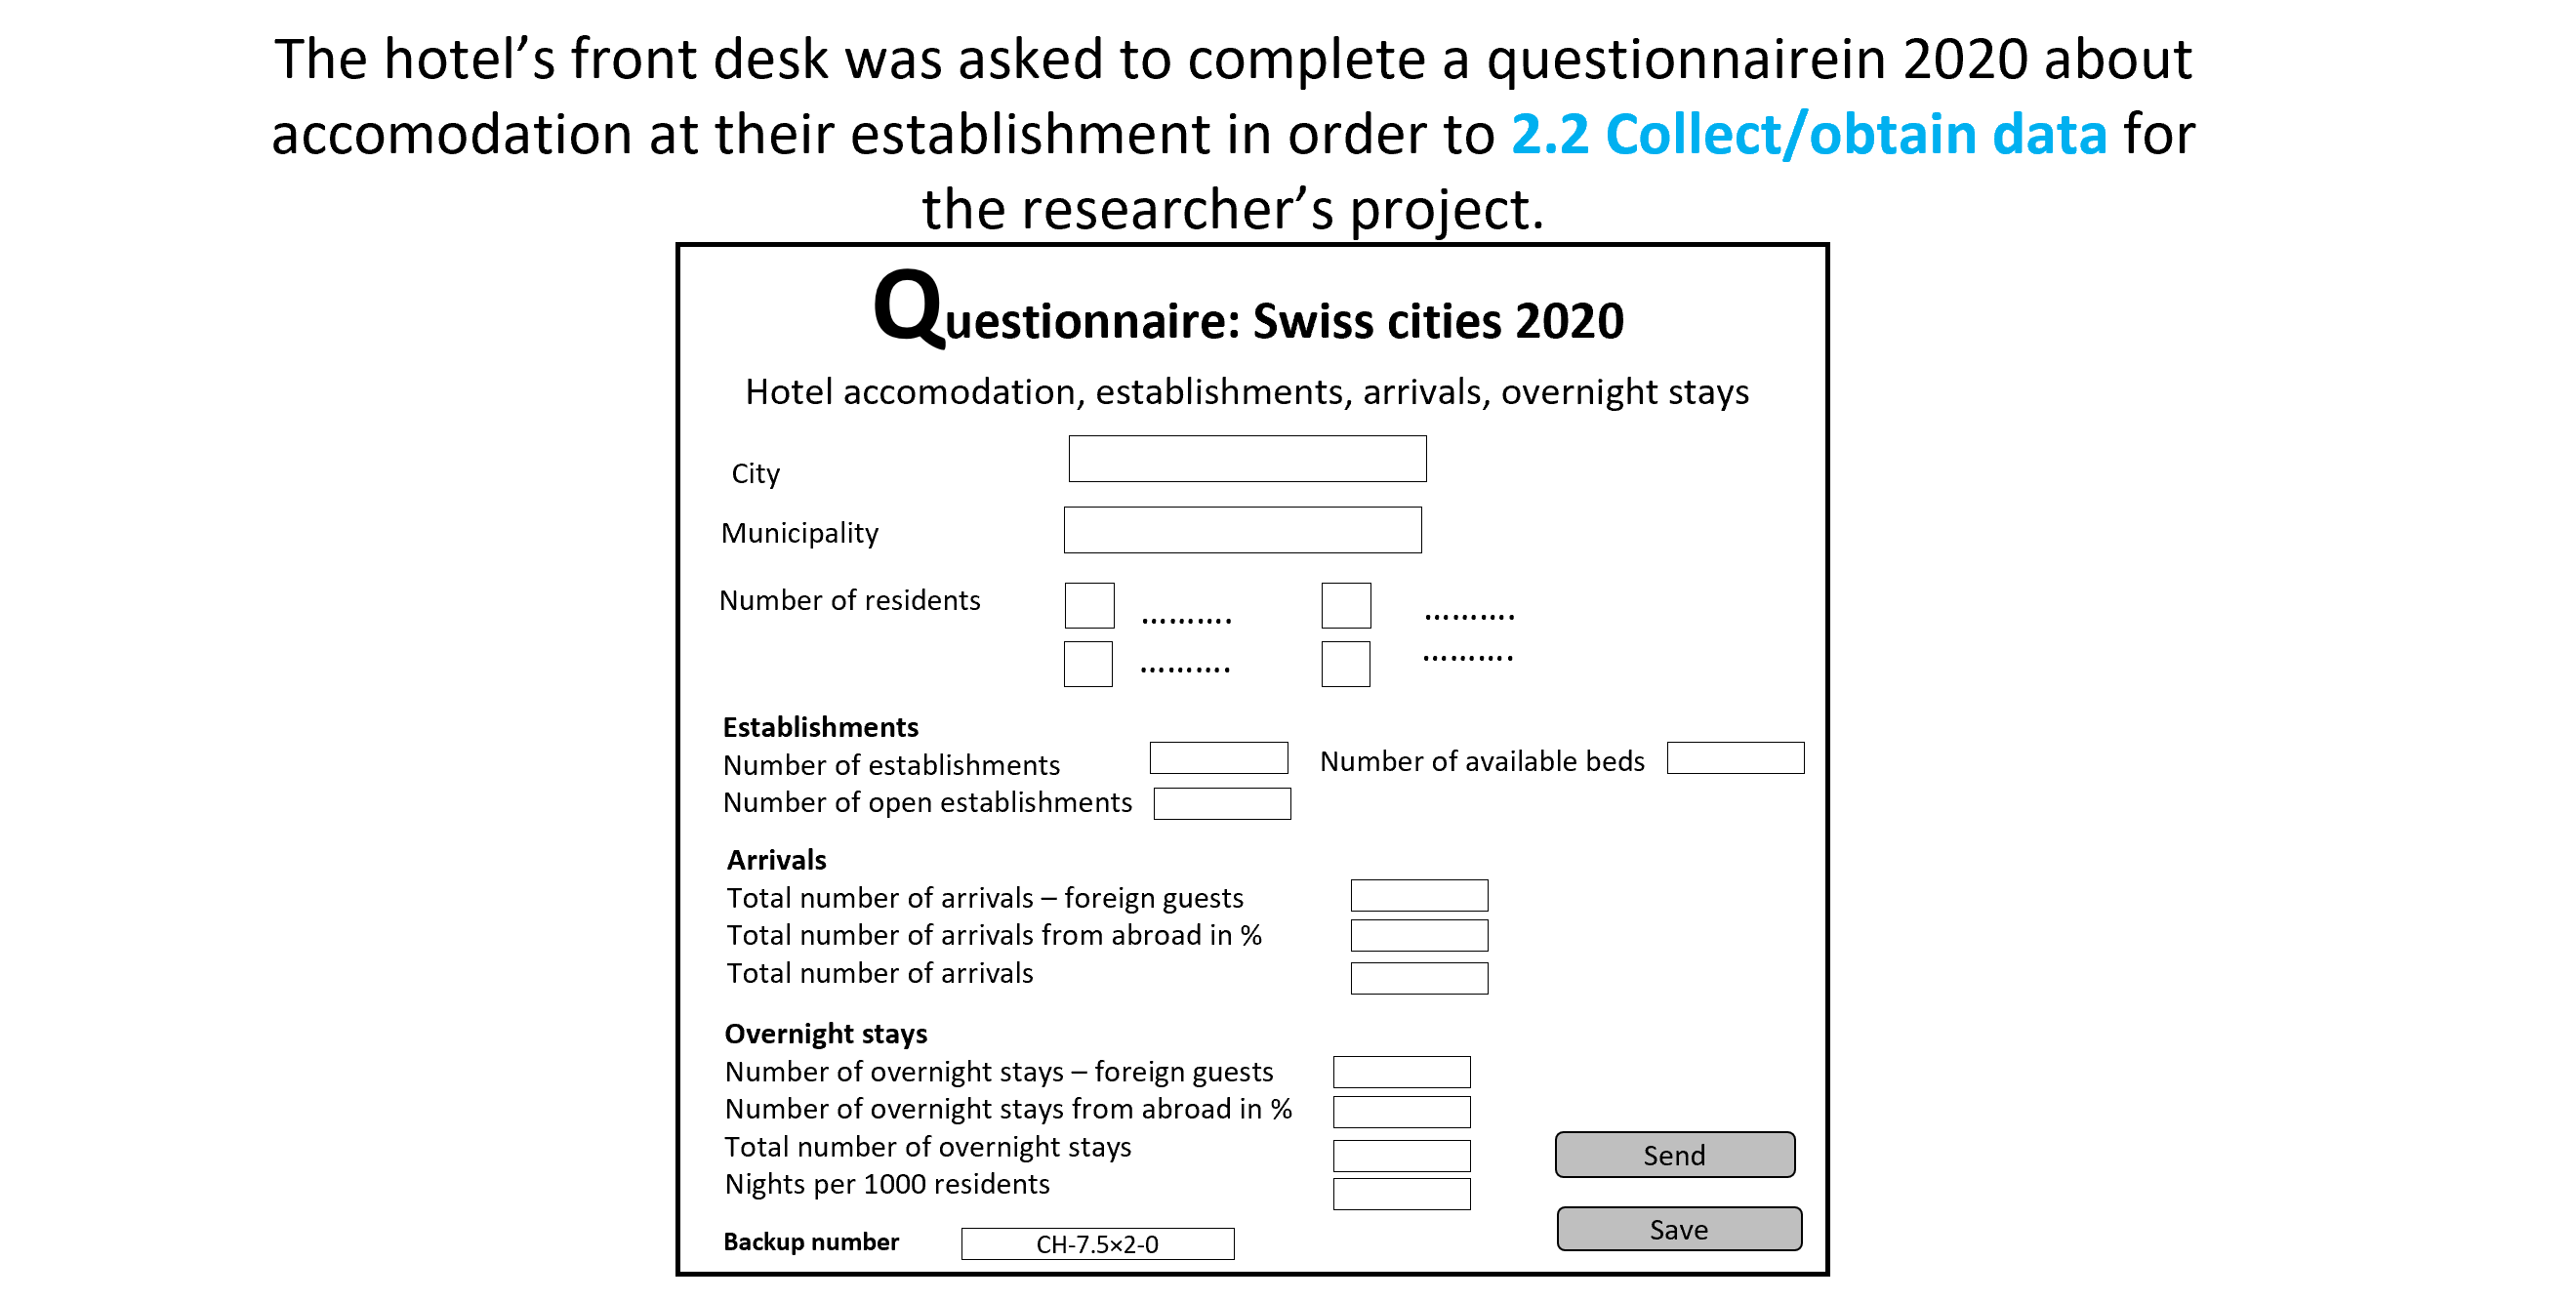 The hotel’s front desk was asked to complete a questionnairein 2020 about
accomodation at their establishment in order to 2.2 Collect/obtain data for
the researcher’s project.
Questionnaire: Swiss cities 2020
Hotel accomodation, establishments, arrivals, overnight stays
City
Municipality
Number of residents .......... ..........
.......... ..........
Establishments
Number of establishments Number of available beds
Number of open establishments
Arrivals
Total number of arrivals – foreign guests
Total number of arrivals from abroad in %
Total number of arrivals
Overnight stays
Number of overnight stays – foreign guests
Number of overnight stays from abroad in %
Total number of overnight stays
Nights per 1000 residents
Send
Save
Backup number CH-7.5×2-0